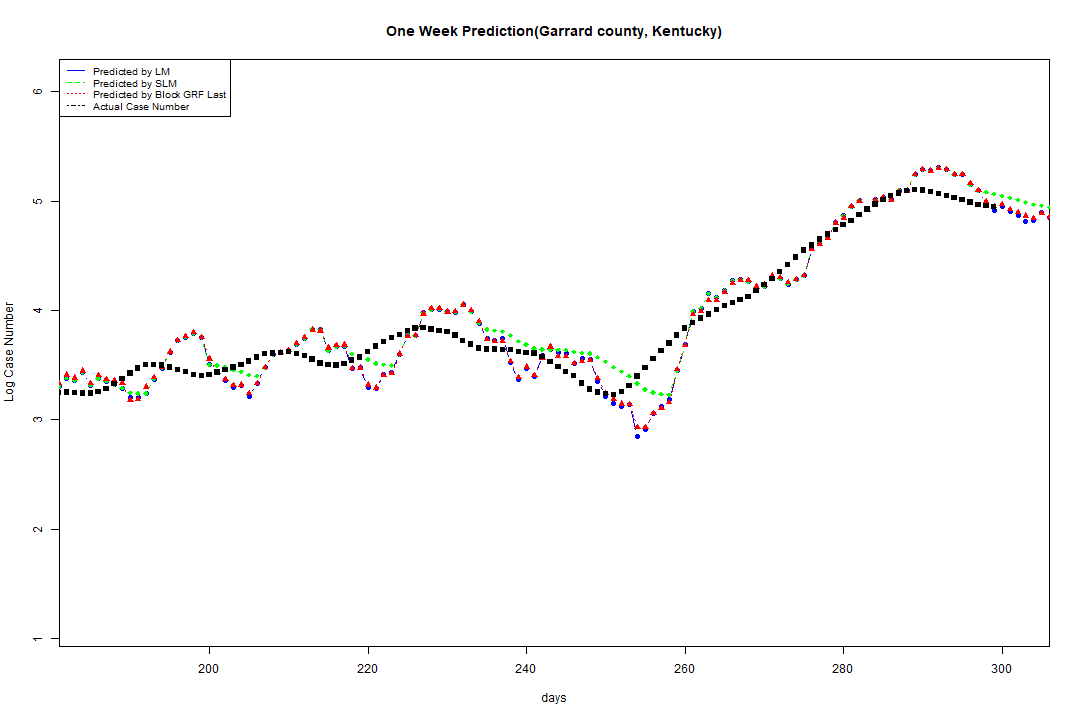 One Week Prediction(Garrard county, Kentucky)
Predicted by LM
Predicted by SLM
Predicted by Block GRF Last
Actual Case Number
6
5
4
3
2
1
Log Case Number
200 220 240 260 280 300
days